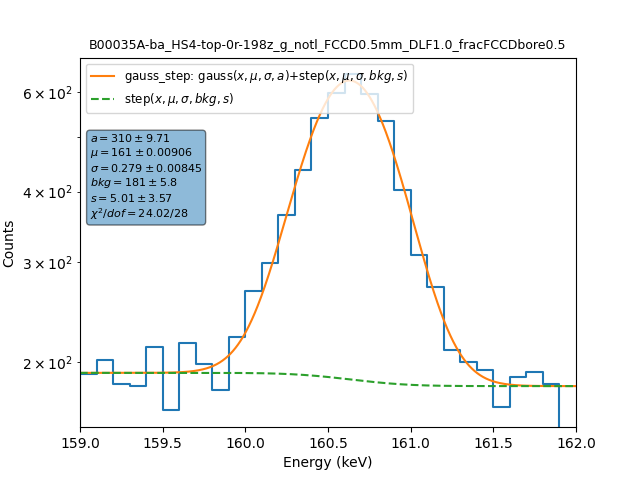 B00035A-ba_HS4-top-0r-198z_g_notl_FCCD0.5mm_DLF1.0_fracFCCDbore0.5
gauss_step: gauss(x, μ, σ, a)+step(x, μ, σ, bkg, s)
step(x, μ, σ, bkg, s)
a = 310 ± 9.71
μ = 161 ± 0.00906
σ = 0.279 ± 0.00845
bkg = 181 ± 5.8
s = 5.01 ± 3.57
χ²/dof = 24.02/28
6 × 10²
4 × 10²
3 × 10²
2 × 10²
Counts
159.0 159.5 160.0 160.5 161.0 161.5 162.0
Energy (keV)